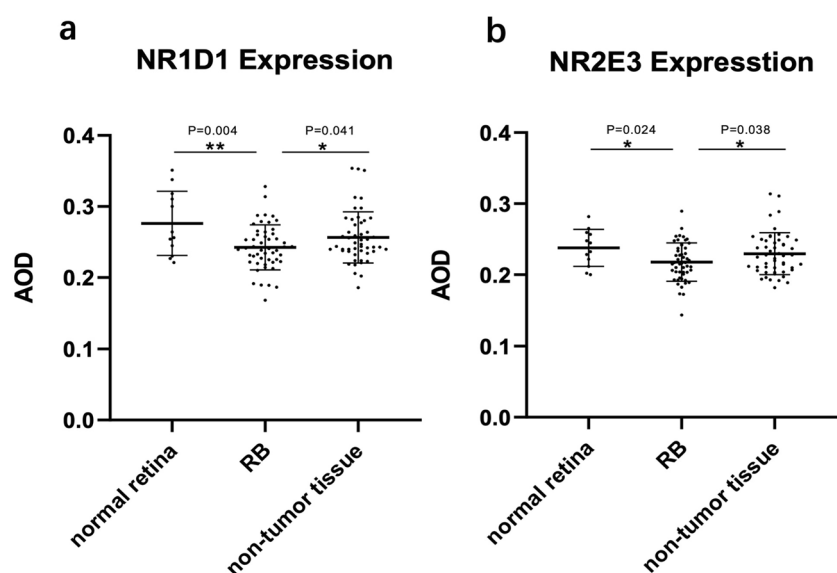 a
NR1D1 Expression
P=0.004
P=0.041
**
*
0.4
0.3
0.2
0.1
0.0
AOD
normal retina
RB
non-tumor tissue
b
NR2E3 Expresstion
P=0.024
P=0.038
*
*
0.4
0.3
0.2
0.1
0.0
AOD
normal retina
RB
non-tumor tissue